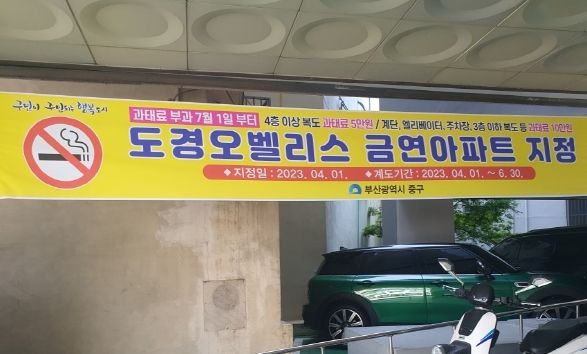 구민이 주인되는 행복도시
과태료 부과 7월 1일 부터 4층 이상 복도 과태료 5만원 / 계단, 엘리베이터, 주차장, 3층 이하 복도 등 과태료 10만원
도경오벨리스 금연아파트 지정
◆ 지정일 : 2023. 04. 01. ◆ 계도기간 : 2023. 04. 01. ~ 6. 30.
부산광역시 중구